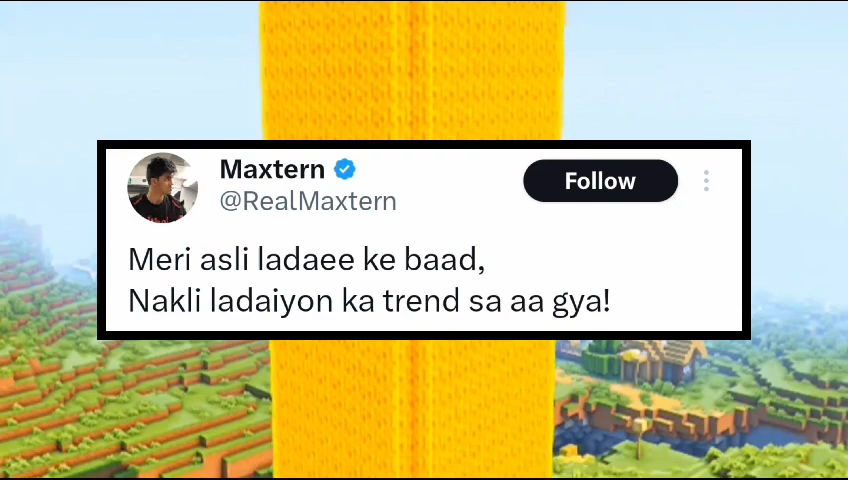 Maxtern
@RealMaxtern
Follow
Meri asli ladaee ke baad,
Nakli ladaiyon ka trend sa aa gya!